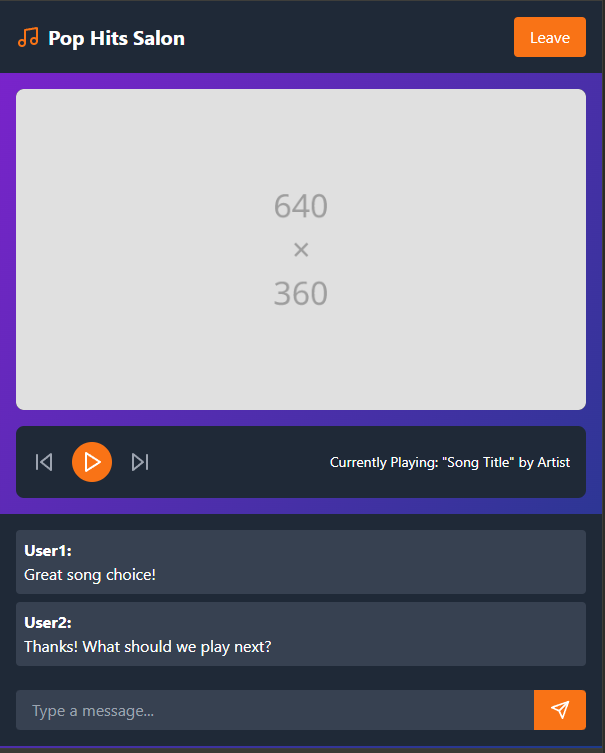 Pop Hits Salon
Leave
640
×
360
Currently Playing: "Song Title" by Artist
User1:
Great song choice!
User2:
Thanks! What should we play next?
Type a message...